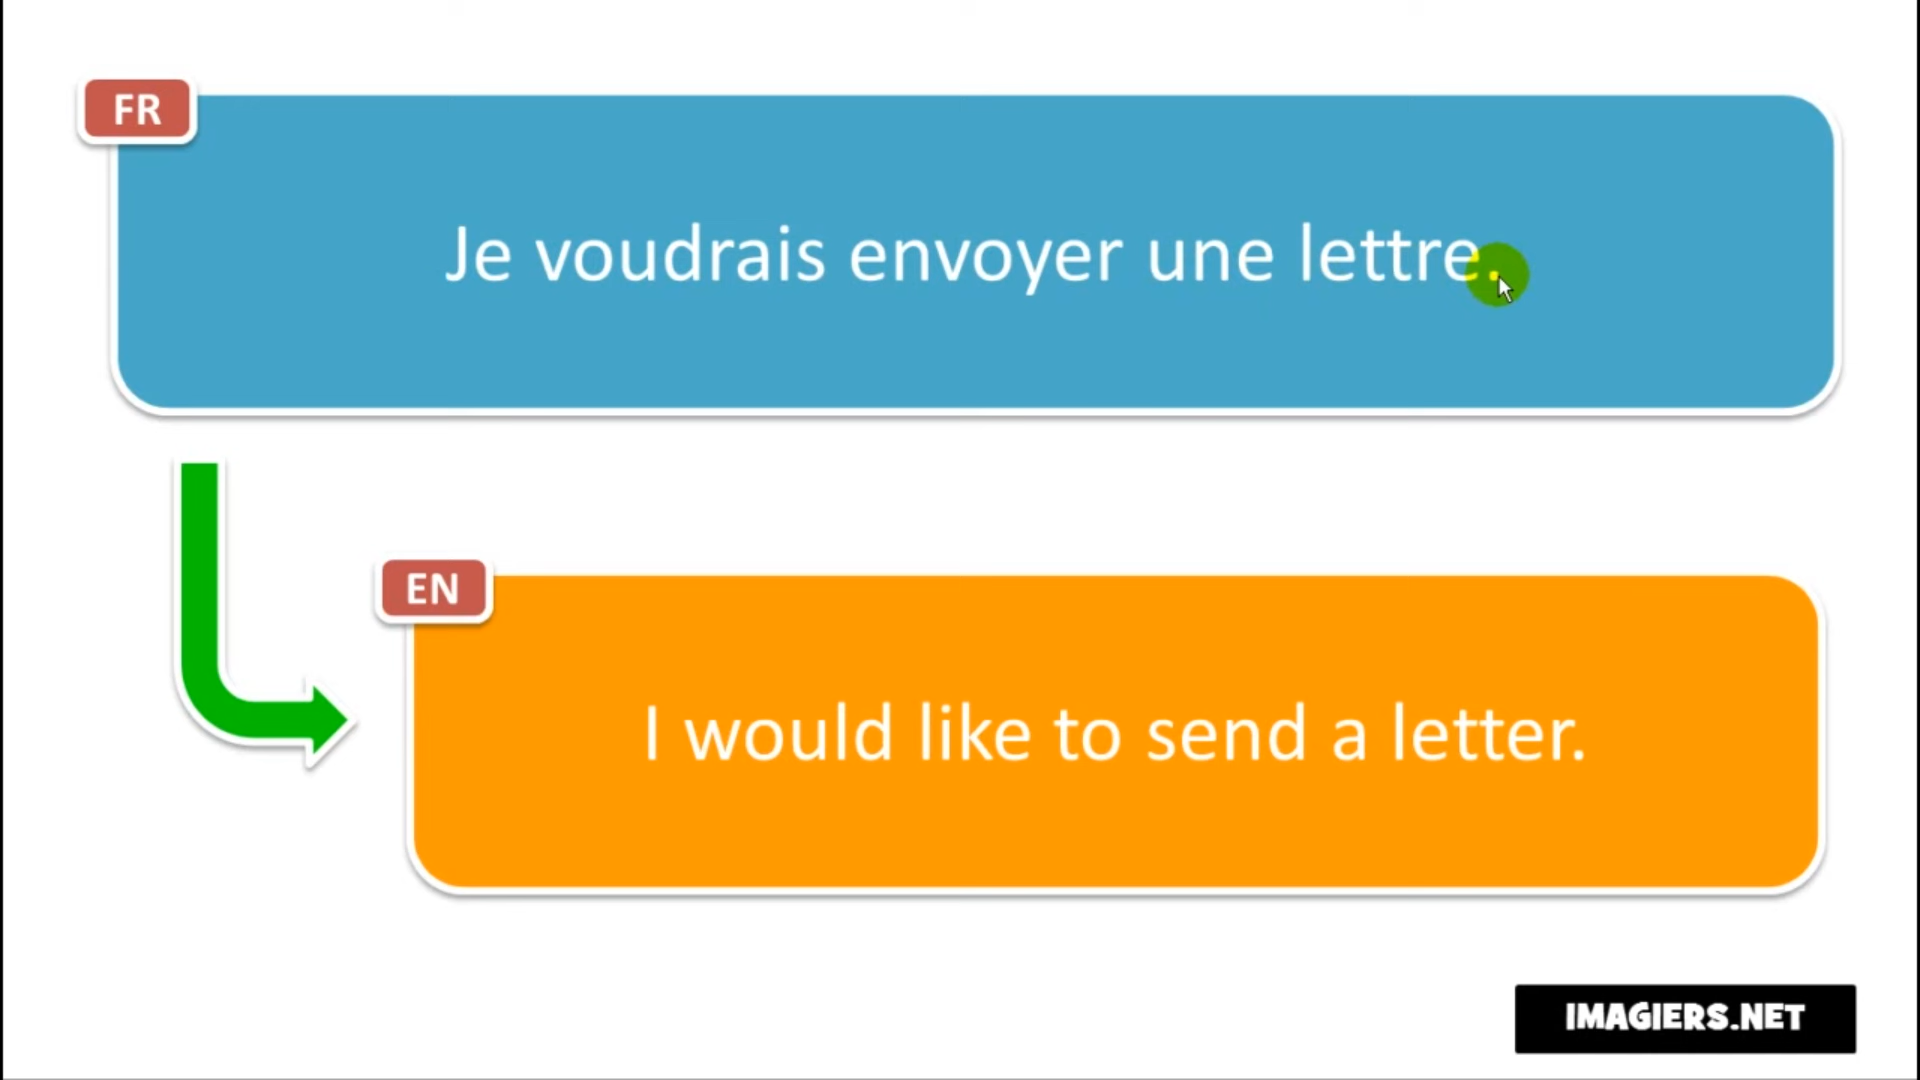 FR
Je voudrais envoyer une lettre.
EN
I would like to send a letter.
IMAGIERS.NET